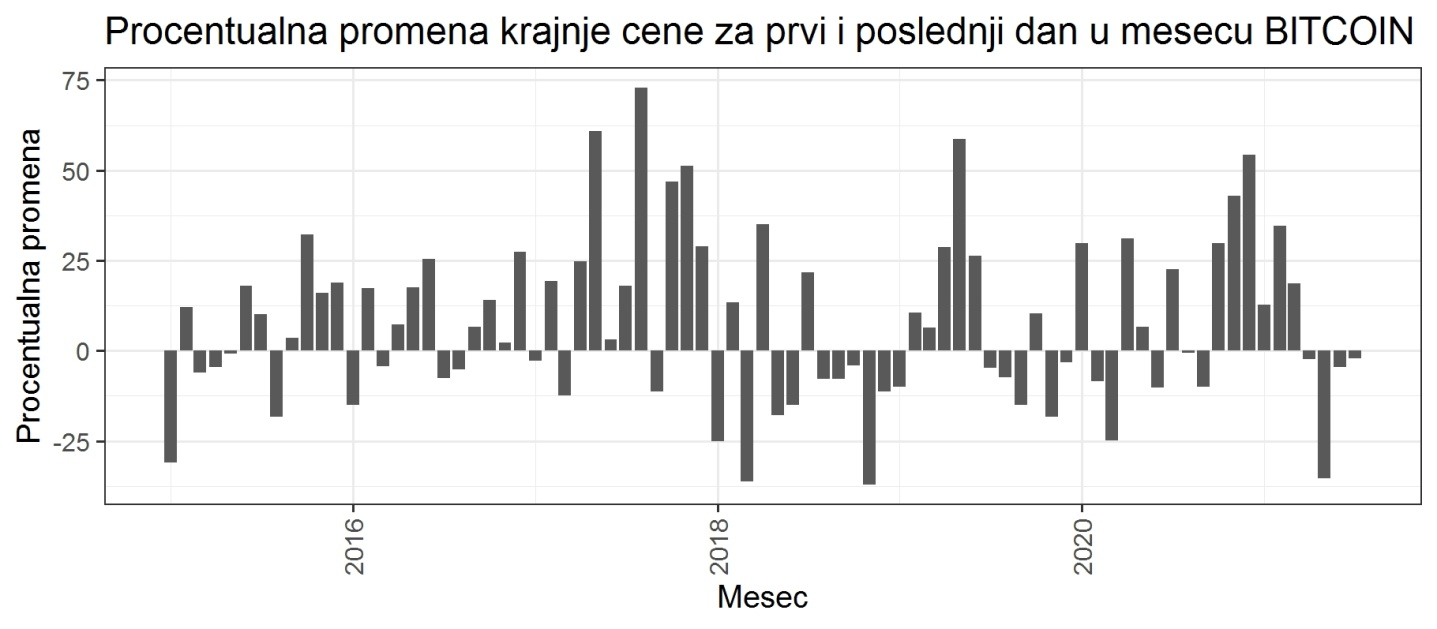 Procentualna promena krajnje cene za prvi i poslednji dan u mesecu BITCOIN
Procentualna promena
75
50
25
0
-25
2016
2018
2020
Mesec